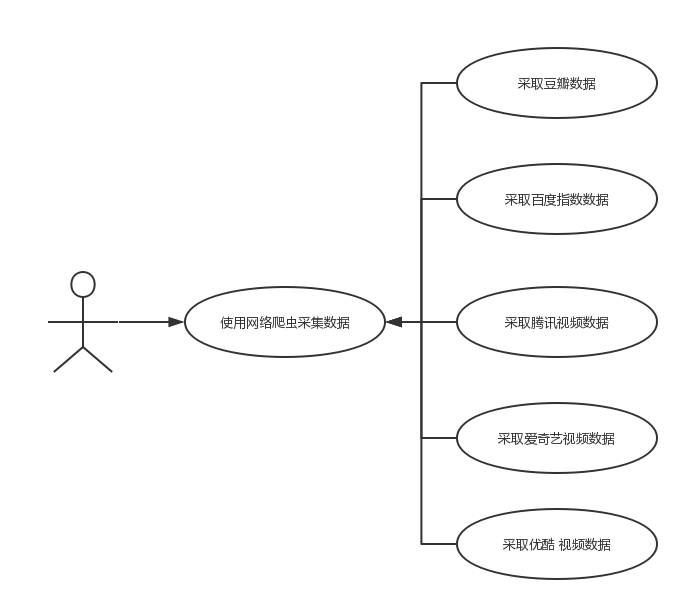 采取豆瓣数据
采取百度指数数据
使用网络爬虫采集数据
采取腾讯视频数据
采取爱奇艺视频数据
采取优酷 视频数据